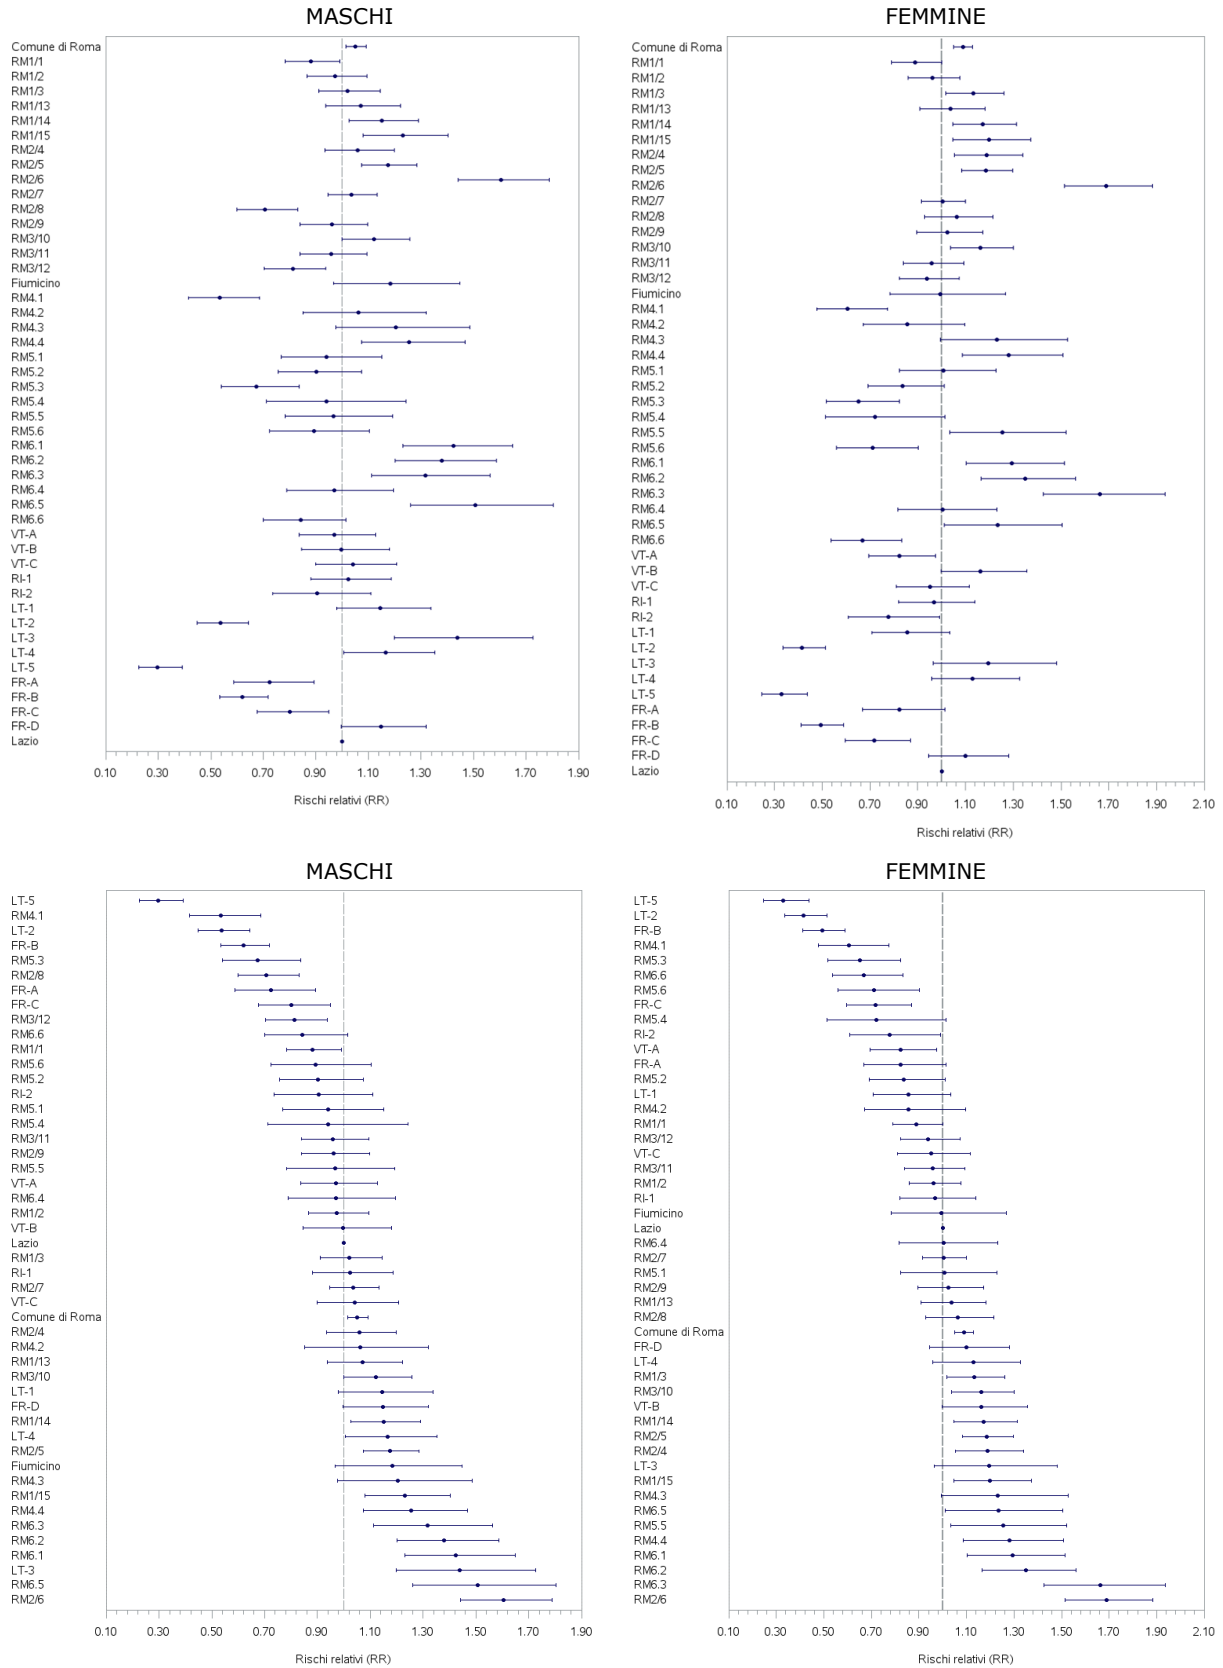 MASCHI
Comune di Roma
RM1/1
RM1/2
RM1/3
RM1/13
RM1/14
RM1/15
RM2/4
RM2/5
RM2/6
RM2/7
RM2/8
RM2/9
RM3/10
RM3/11
RM3/12
Fiumicino
RM4.1
RM4.2
RM4.3
RM4.4
RM5.1
RM5.2
RM5.3
RM5.4
RM5.5
RM5.6
RM6.1
RM6.2
RM6.3
RM6.4
RM6.5
RM6.6
VT-A
VT-B
VT-C
RI-1
RI-2
LT-1
LT-2
LT-3
LT-4
LT-5
FR-A
FR-B
FR-C
FR-D
Lazio
0.10 0.30 0.50 0.70 0.90 1.10 1.30 1.50 1.70 1.90
Rischi relativi (RR)
FEMMINE
Comune di Roma
RM1/1
RM1/2
RM1/3
RM1/13
RM1/14
RM1/15
RM2/4
RM2/5
RM2/6
RM2/7
RM2/8
RM2/9
RM3/10
RM3/11
RM3/12
Fiumicino
RM4.1
RM4.2
RM4.3
RM4.4
RM5.1
RM5.2
RM5.3
RM5.4
RM5.5
RM5.6
RM6.1
RM6.2
RM6.3
RM6.4
RM6.5
RM6.6
VT-A
VT-B
VT-C
RI-1
RI-2
LT-1
LT-2
LT-3
LT-4
LT-5
FR-A
FR-B
FR-C
FR-D
Lazio
0.10 0.30 0.50 0.70 0.90 1.10 1.30 1.50 1.70 1.90 2.10
Rischi relativi (RR)
MASCHI
LT-5
RM4.1
LT-2
FR-B
RM5.3
RM2/8
FR-A
FR-C
RM3/12
RM6.6
RM1/1
RM5.6
RM5.2
RI-2
RM5.1
RM5.4
RM3/11
RM2/9
RM5.5
VT-A
RM6.4
RM1/2
VT-B
Lazio
RM1/3
RI-1
RM2/7
VT-C
Comune di Roma
RM2/4
RM4.2
RM1/13
RM3/10
LT-1
FR-D
RM1/14
LT-4
RM2/5
Fiumicino
RM4.3
RM1/15
RM4.4
RM6.3
RM6.2
RM6.1
LT-3
RM6.5
RM2/6
0.10 0.30 0.50 0.70 0.90 1.10 1.30 1.50 1.70 1.90
Rischi relativi (RR)
FEMMINE
LT-5
LT-2
FR-B
RM4.1
RM5.3
RM6.6
RM5.6
FR-C
RM5.4
RI-2
VT-A
FR-A
RM5.2
LT-1
RM4.2
RM1/1
RM3/12
VT-C
RM3/11
RM1/2
RI-1
Fiumicino
Lazio
RM6.4
RM2/7
RM5.1
RM2/9
RM1/13
RM2/8
Comune di Roma
FR-D
LT-4
RM1/3
RM3/10
VT-B
RM1/14
RM2/5
RM2/4
LT-3
RM1/15
RM4.3
RM6.5
RM5.5
RM4.4
RM6.1
RM6.2
RM6.3
RM2/6
0.10 0.30 0.50 0.70 0.90 1.10 1.30 1.50 1.70 1.90 2.10
Rischi relativi (RR)